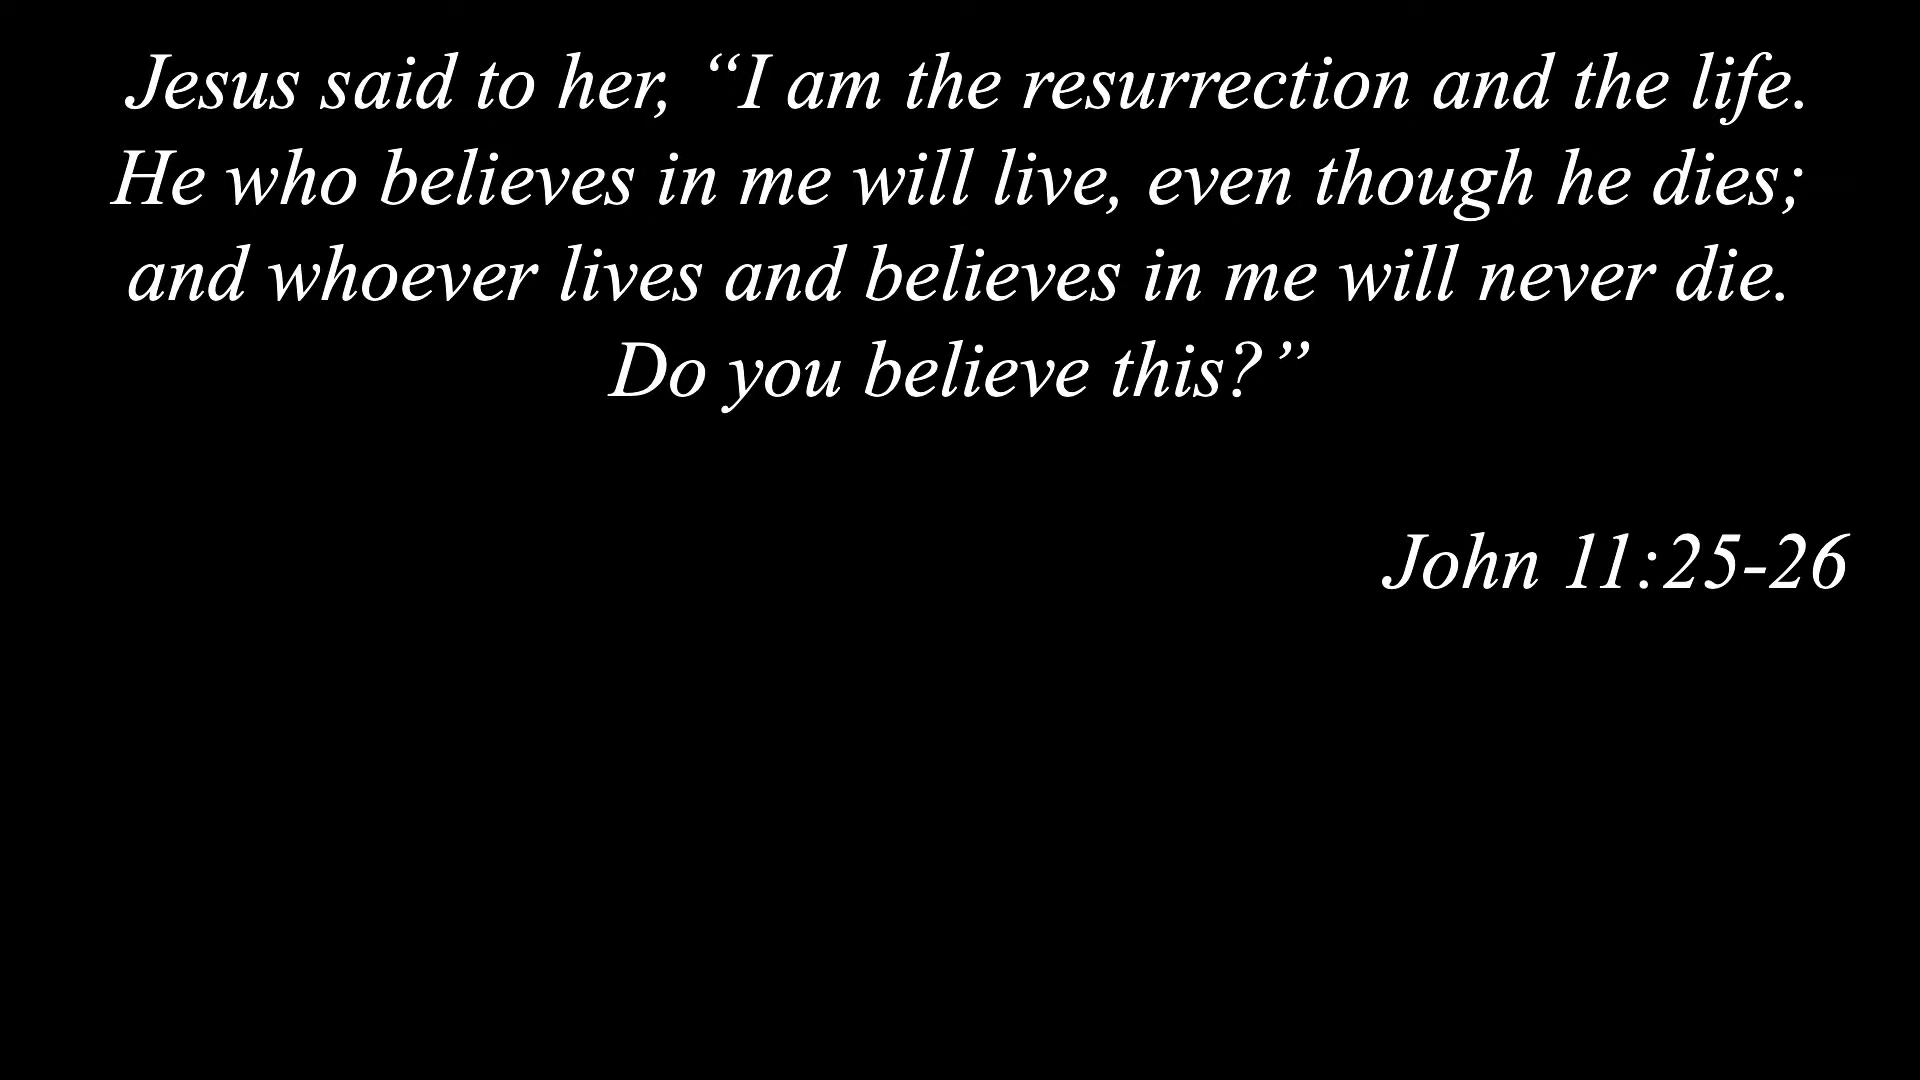 Jesus said to her, “I am the resurrection and the life.
He who believes in me will live, even though he dies;
and whoever lives and believes in me will never die.
Do you believe this?”
John 11:25-26